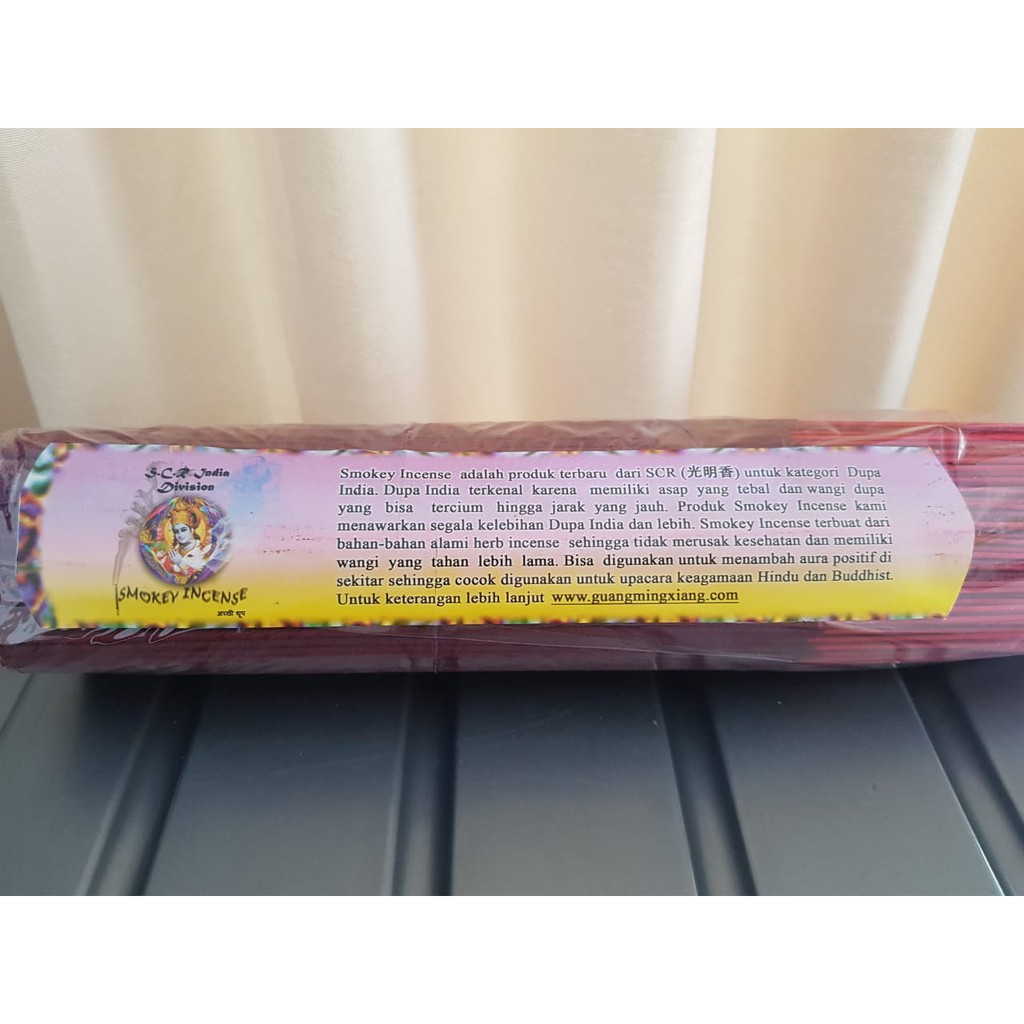 S-C-R India
Division
SMOKEY INCENSE
अच्छी धूप
Smokey Incense adalah produk terbaru dari SCR (光明香) untuk kategori Dupa
India. Dupa India terkenal karena memiliki asap yang tebal dan wangi dupa
yang bisa tercium hingga jarak yang jauh. Produk Smokey Incense kami
menawarkan segala kelebihan Dupa India dan lebih. Smokey Incense terbuat dari
bahan-bahan alami herb incense sehingga tidak merusak kesehatan dan memiliki
wangi yang tahan lebih lama. Bisa digunakan untuk menambah aura positif di
sekitar sehingga cocok digunakan untuk upacara keagamaan Hindu dan Buddhist.
Untuk keterangan lebih lanjut www.guangmingxiang.com